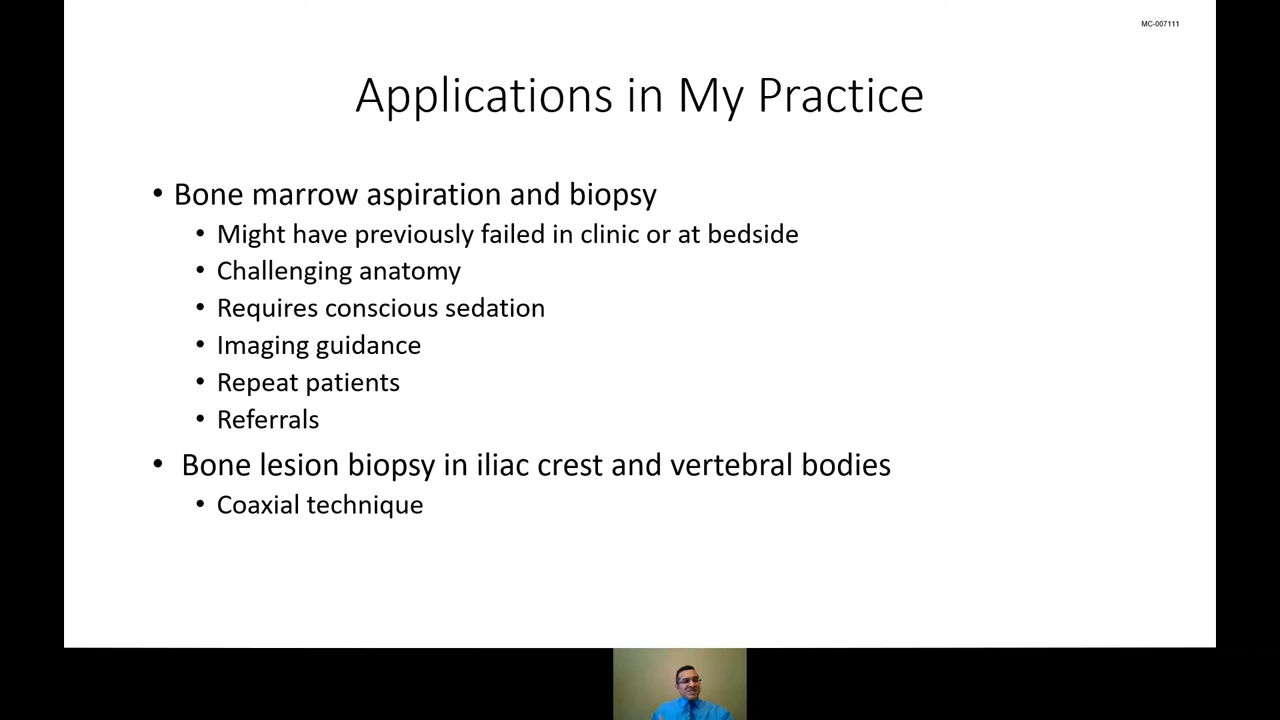 MC-007111
Applications in My Practice
• Bone marrow aspiration and biopsy
• Might have previously failed in clinic or at bedside
• Challenging anatomy
• Requires conscious sedation
• Imaging guidance
• Repeat patients
• Referrals
• Bone lesion biopsy in iliac crest and vertebral bodies
• Coaxial technique